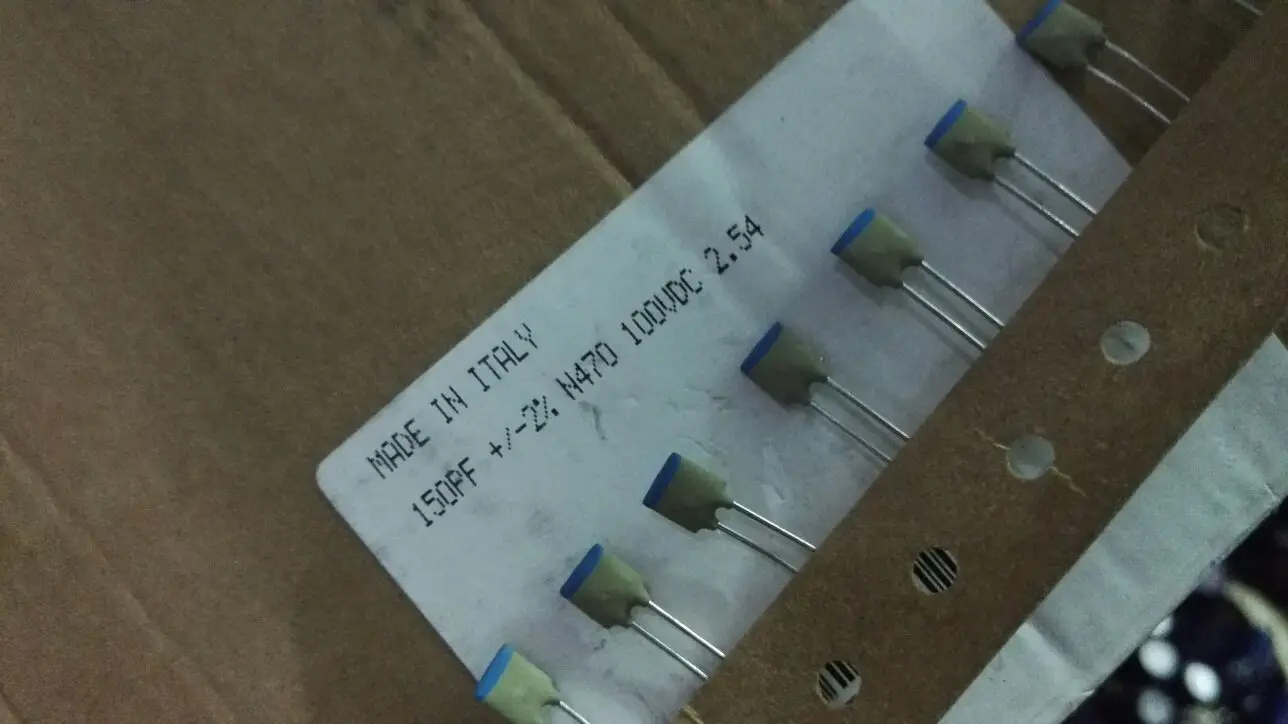 MADE IN ITALY
150PF +/-2% N470 100VDC 2.54